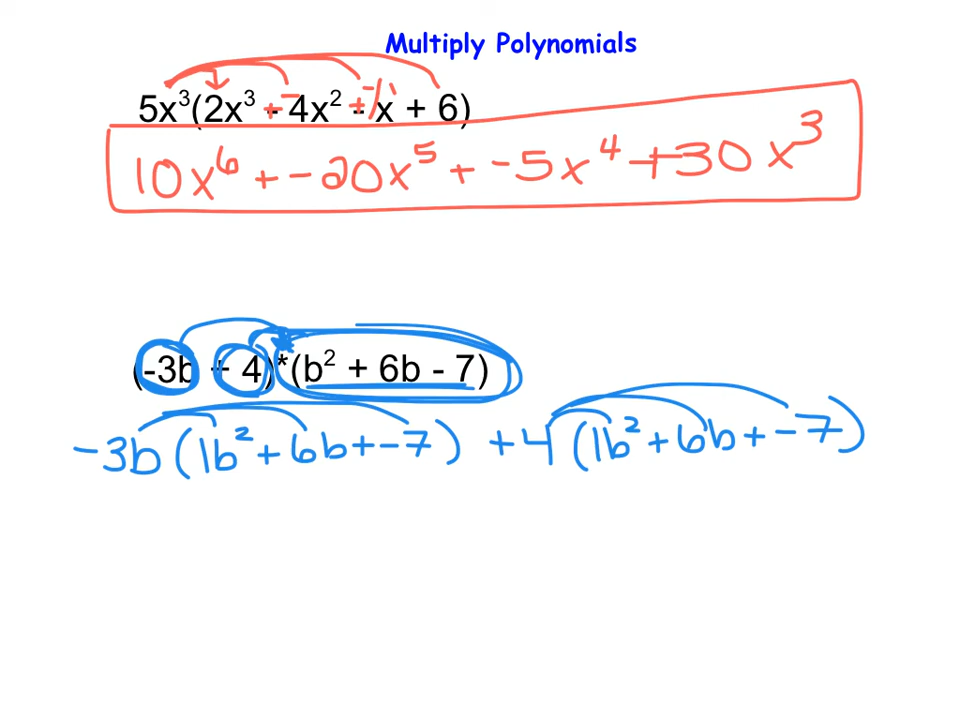 Multiply Polynomials
5x³(2x³ + -4x² + -1x + 6)
10x⁶ + -20x⁵ + -5x⁴ + 30x³
(-3b + 4)*(b² + 6b - 7)
-3b(1b² + 6b + -7) + 4(1b² + 6b + -7)